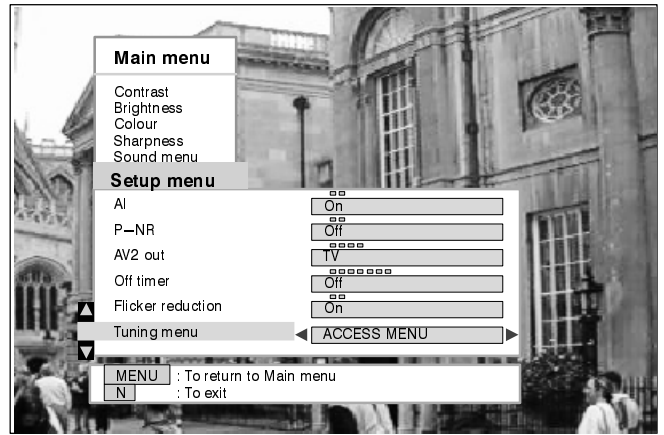 Main menu
Contrast
Brightness
Colour
Sharpness
Sound menu
Setup menu
AI On
P–NR Off
AV2 out TV
Off timer Off
Flicker reduction On
Tuning menu ACCESS MENU
MENU : To return to Main menu
N : To exit